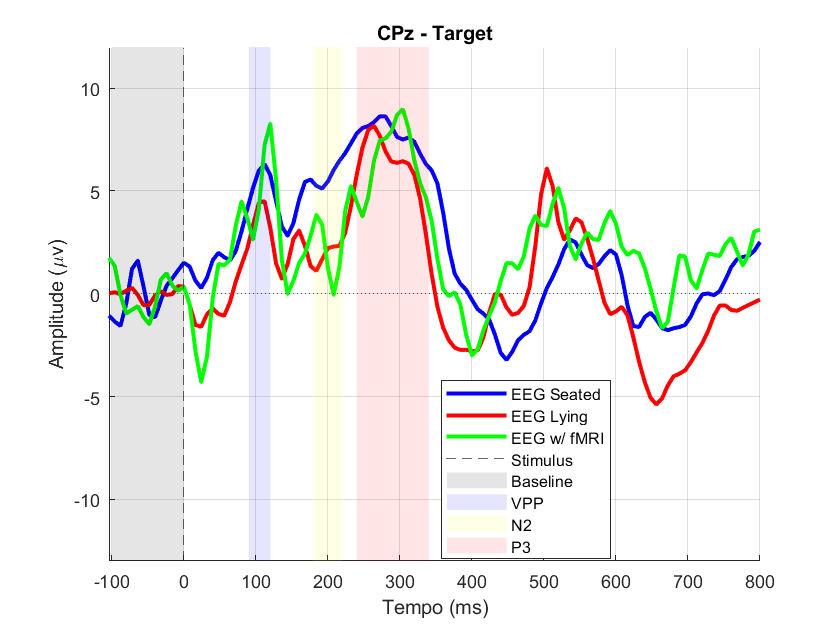 CPz - Target
Amplitude (μv)
10
5
0
-5
-10
EEG Seated
EEG Lying
EEG w/ fMRI
Stimulus
Baseline
VPP
N2
P3
-100 0 100 200 300 400 500 600 700 800
Tempo (ms)